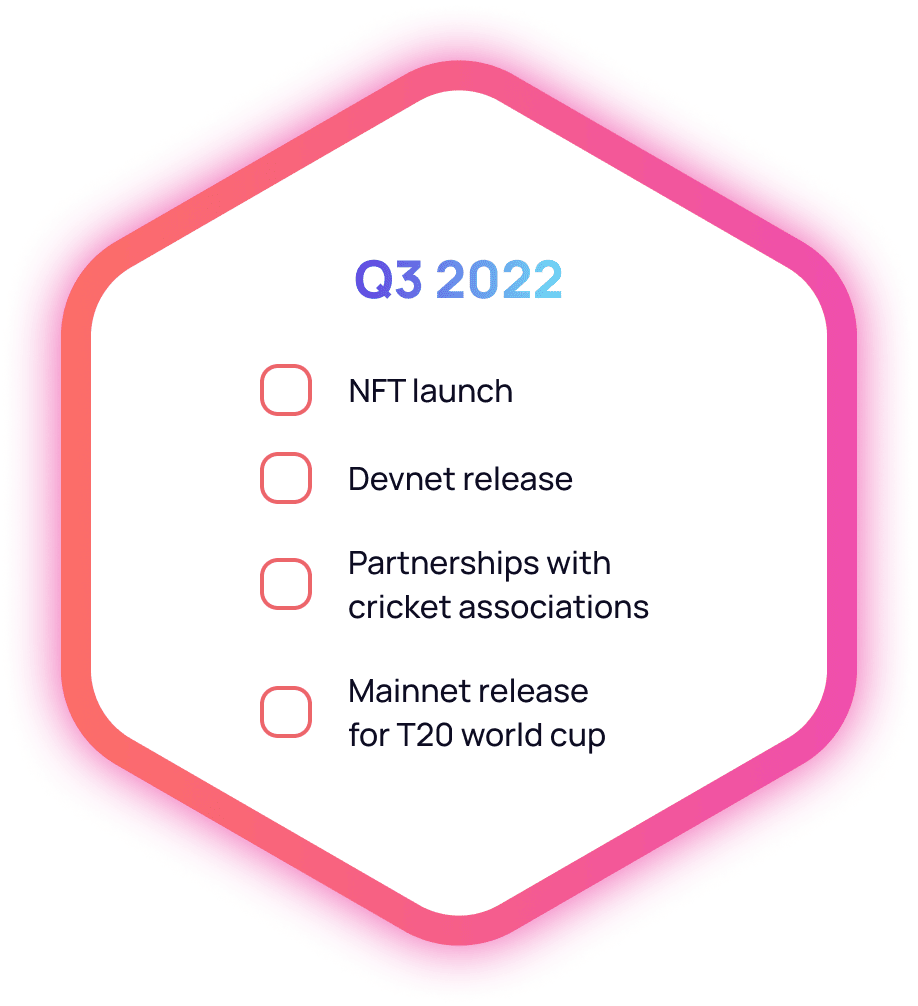 Q3 2022
NFT launch
Devnet release
Partnerships with
cricket associations
Mainnet release
for T20 world cup